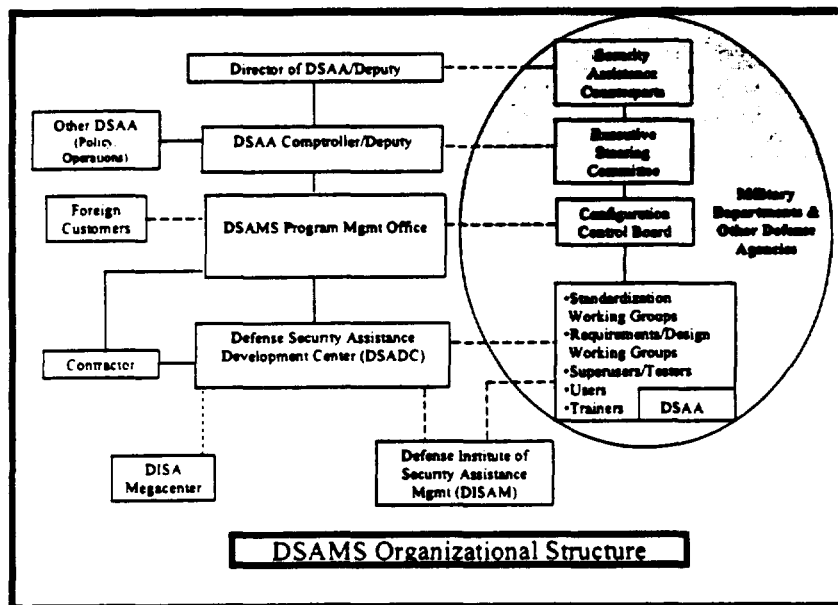 Director of DSAA/Deputy
Security
Assistance
Counterparts
Other DSAA
(Policy,
Operations)
DSAA Comptroller/Deputy
Executive
Steering
Committee
Foreign
Customers
DSAMS Program Mgmt Office
Configuration
Control Board
Military
Departments &
Other Defense
Agencies
•Standardization
Working Groups
•Requirements/Design
Working Groups
•Superusers/Testers
•Users
•Trainers
DSAA
Contractor
Defense Security Assistance
Development Center (DSADC)
DISA
Megacenter
Defense Institute of
Security Assistance
Mgmt (DISAM)
DSAMS Organizational Structure